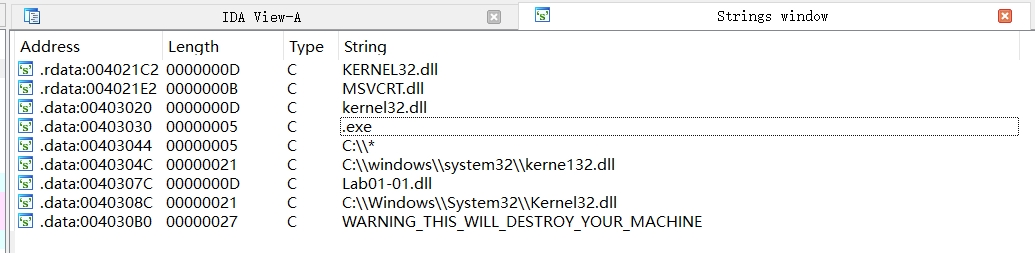 IDA View-A Strings window
Address Length Type String
.rdata:004021C2 0000000D C KERNEL32.dll
.rdata:004021E2 0000000B C MSVCRT.dll
.data:00403020 0000000D C kernel32.dll
.data:00403030 00000005 C .exe
.data:00403044 00000005 C C:\\*
.data:0040304C 00000021 C C:\\windows\\system32\\kerne132.dll
.data:0040307C 0000000D C Lab01-01.dll
.data:0040308C 00000021 C C:\\Windows\\System32\\Kernel32.dll
.data:004030B0 00000027 C WARNING_THIS_WILL_DESTROY_YOUR_MACHINE